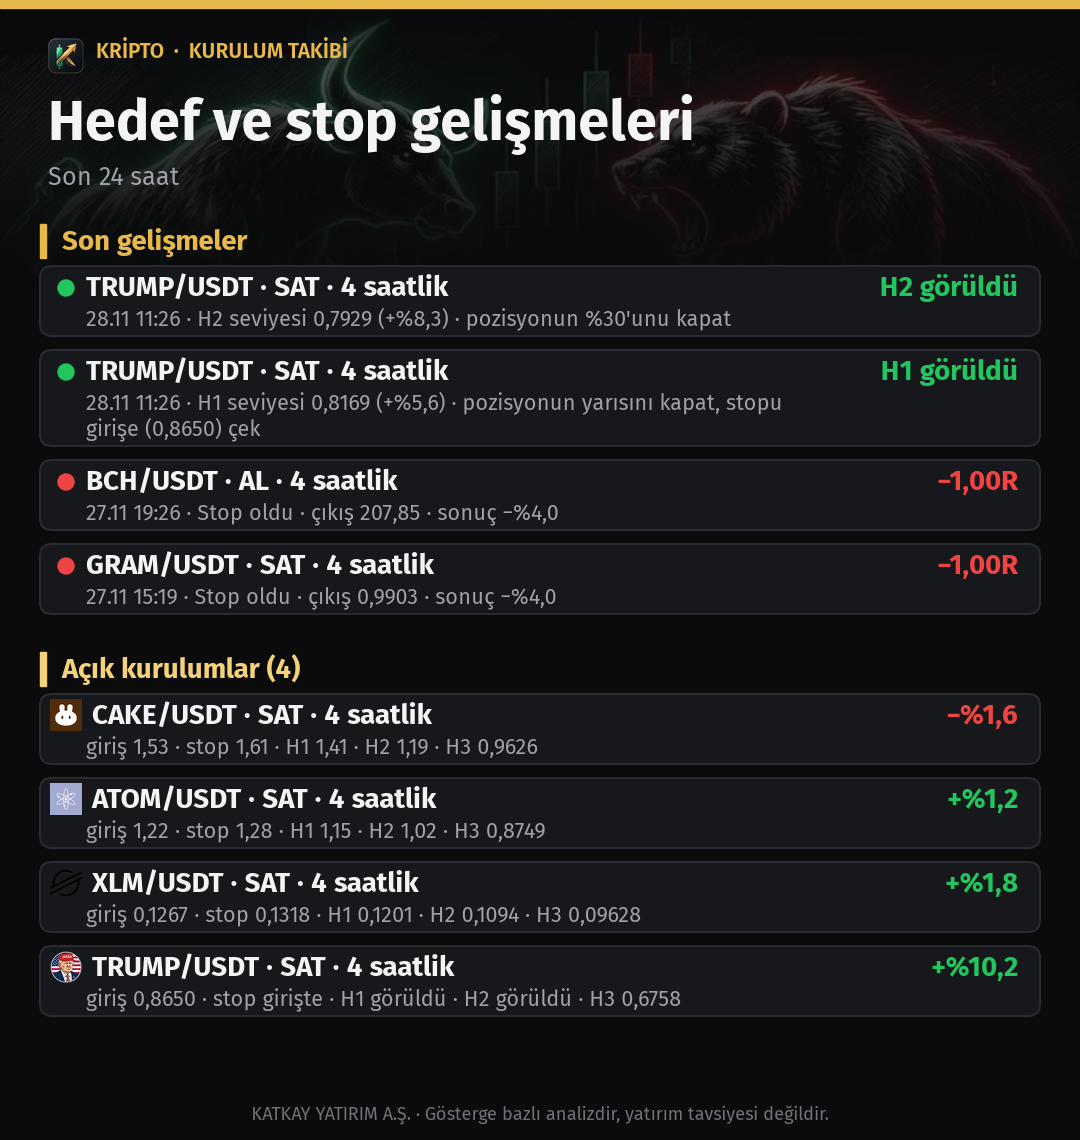 KRİPTO · KURULUM TAKİBİ
Hedef ve stop gelişmeleri
Son 24 saat
Son gelişmeler
TRUMP/USDT · SAT · 4 saatlik
H2 görüldü
28.11 11:26 · H2 seviyesi 0,7929 (+%8,3) · pozisyonun %30'unu kapat
TRUMP/USDT · SAT · 4 saatlik
H1 görüldü
28.11 11:26 · H1 seviyesi 0,8169 (+%5,6) · pozisyonun yarısını kapat, stopu
girişe (0,8650) çek
BCH/USDT · AL · 4 saatlik
−1,00R
27.11 19:26 · Stop oldu · çıkış 207,85 · sonuç −%4,0
GRAM/USDT · SAT · 4 saatlik
−1,00R
27.11 15:19 · Stop oldu · çıkış 0,9903 · sonuç −%4,0
Açık kurulumlar (4)
CAKE/USDT · SAT · 4 saatlik
−%1,6
giriş 1,53 · stop 1,61 · H1 1,41 · H2 1,19 · H3 0,9626
ATOM/USDT · SAT · 4 saatlik
+%1,2
giriş 1,22 · stop 1,28 · H1 1,15 · H2 1,02 · H3 0,8749
XLM/USDT · SAT · 4 saatlik
+%1,8
giriş 0,1267 · stop 0,1318 · H1 0,1201 · H2 0,1094 · H3 0,09628
TRUMP/USDT · SAT · 4 saatlik
+%10,2
giriş 0,8650 · stop girişte · H1 görüldü · H2 görüldü · H3 0,6758
KATKAY YATIRIM A.Ş. · Gösterge bazlı analizdir, yatırım tavsiyesi değildir.